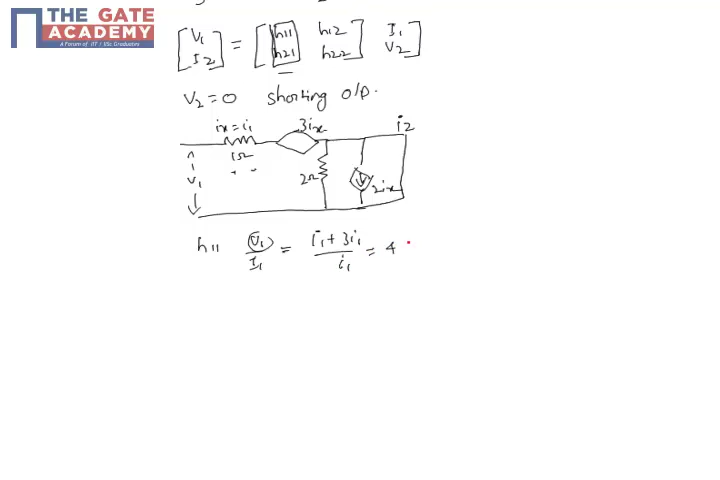 THE GATE
ACADEMY
A Forum of IIT / IISc Graduates
[V1 I2] = [h11 h12 h21 h22] [I1 V2]
V2=0 shorting o/p.
ix=i1 3ix i2
1Ω
+ -
V1 2Ω 2ix
h11 V1/I1 = i1+3i1/i1 = 4